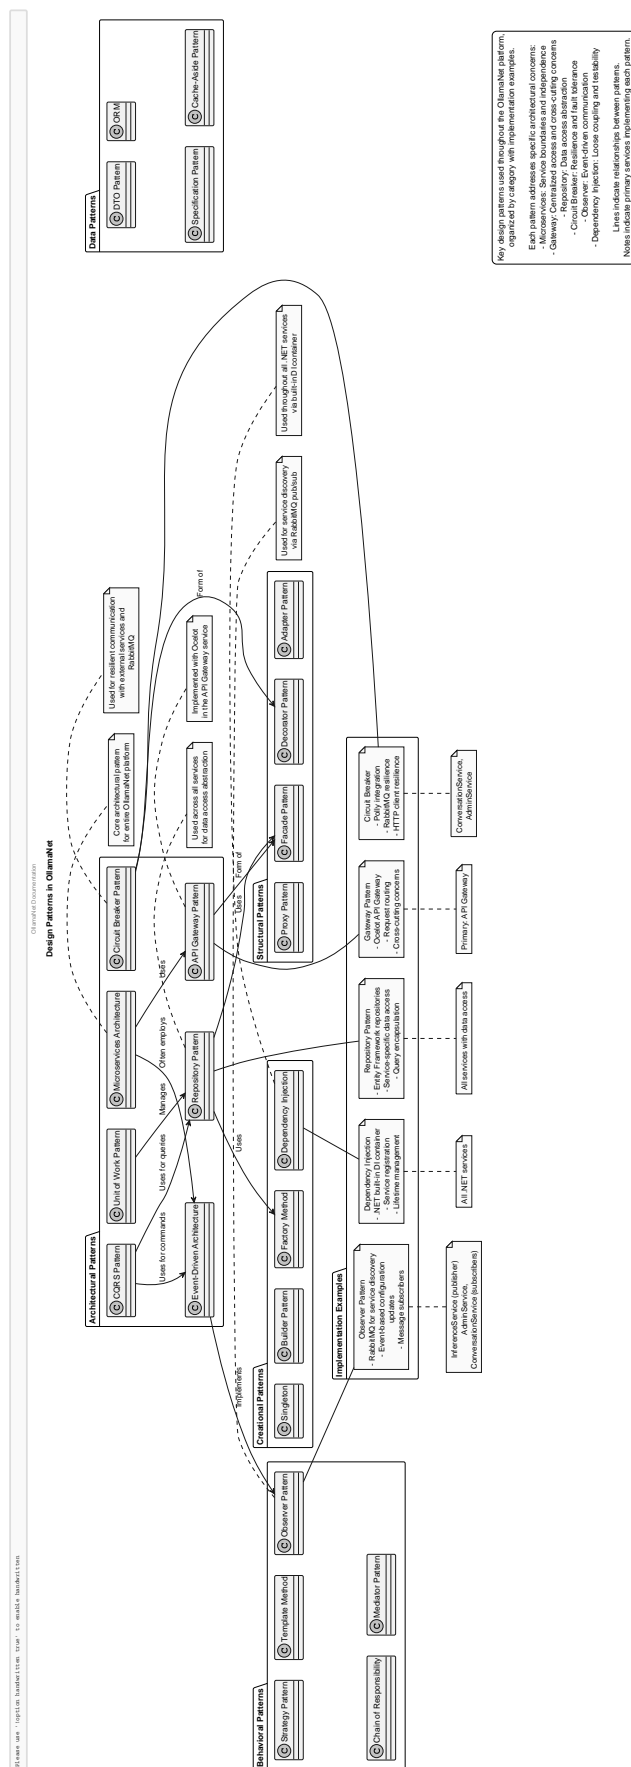 Please use '!option handwritten true' to enable handwritten
OllamaNet Documentation
Design Patterns in OllamaNet
Architectural Patterns
CQRS Pattern
Unit of Work Pattern
Microservices Architecture
Circuit Breaker Pattern
Event-Driven Architecture
Repository Pattern
API Gateway Pattern
Core architectural pattern
for entire OllamaNet platform
Used for resilient communication
with external services and
RabbitMQ
Used across all services
for data access abstraction
Implemented with Ocelot
in the API Gateway service
Uses for commands
Uses for queries
Manages
Often employs
Uses
Form of
Implements
Uses
Uses
Form of
Data Patterns
DTO Pattern
ORM
Specification Pattern
Cache-Aside Pattern
Behavioral Patterns
Strategy Pattern
Template Method
Observer Pattern
Chain of Responsibility
Mediator Pattern
Creational Patterns
Singleton
Builder Pattern
Factory Method
Dependency Injection
Structural Patterns
Proxy Pattern
Facade Pattern
Decorator Pattern
Adapter Pattern
Used for service discovery
via RabbitMQ pub/sub
Used throughout all .NET services
via built-in DI container
Implementation Examples
Observer Pattern
- RabbitMQ for service discovery
- Event-based configuration
updates
- Message subscribers
Dependency Injection
- .NET built-in DI container
- Service registration
- Lifetime management
Repository Pattern
- Entity Framework repositories
- Service-specific data access
- Query encapsulation
Gateway Pattern
- Ocelot API Gateway
- Request routing
- Cross-cutting concerns
Circuit Breaker
- Polly integration
- RabbitMQ resilience
- HTTP client resilience
InferenceService (publisher)
AdminService,
ConversationService (subscribers)
All .NET services
All services with data access
Primary: API Gateway
ConversationService,
AdminService
Key design patterns used throughout the OllamaNet platform,
organized by category with implementation examples.
Each pattern addresses specific architectural concerns:
- Microservices: Service boundaries and independence
- Gateway: Centralized access and cross-cutting concerns
- Repository: Data access abstraction
- Circuit Breaker: Resilience and fault tolerance
- Observer: Event-driven communication
- Dependency Injection: Loose coupling and testability
Lines indicate relationships between patterns.
Notes indicate primary services implementing each pattern.